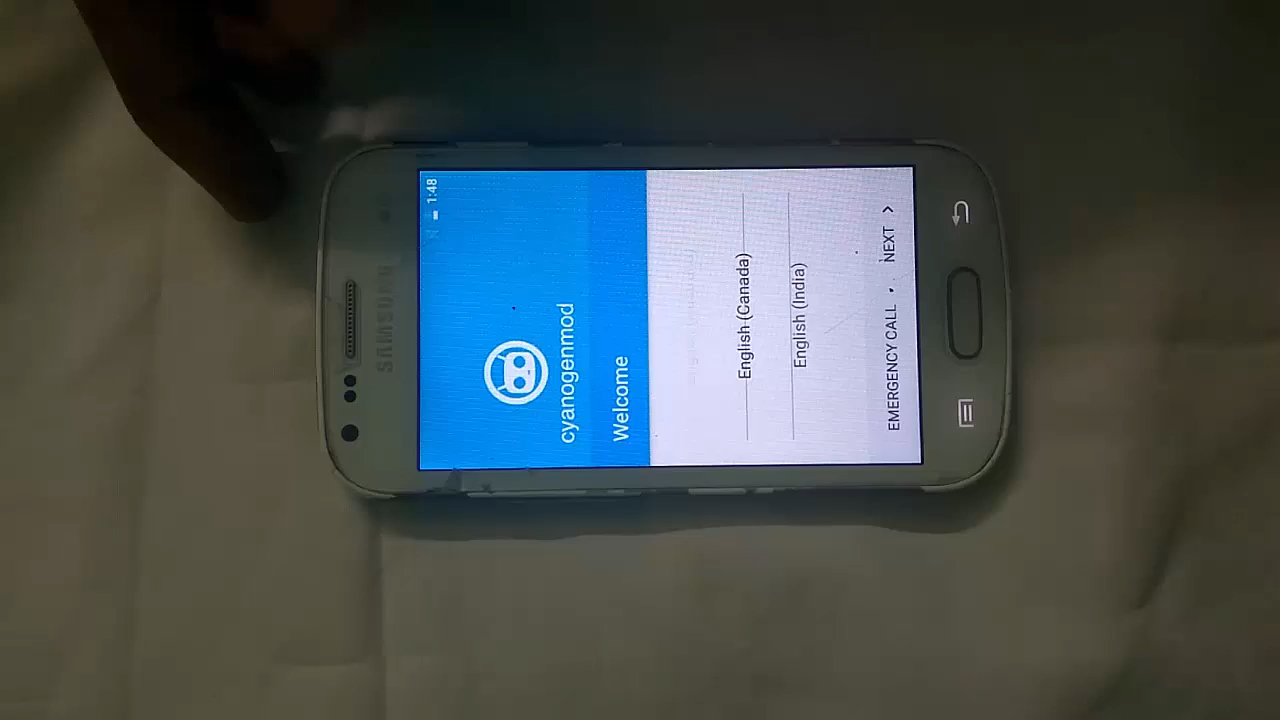 SAMSUNG
1:48
cyanogenmod
Welcome
English (Canada)
English (India)
EMERGENCY CALL
NEXT >